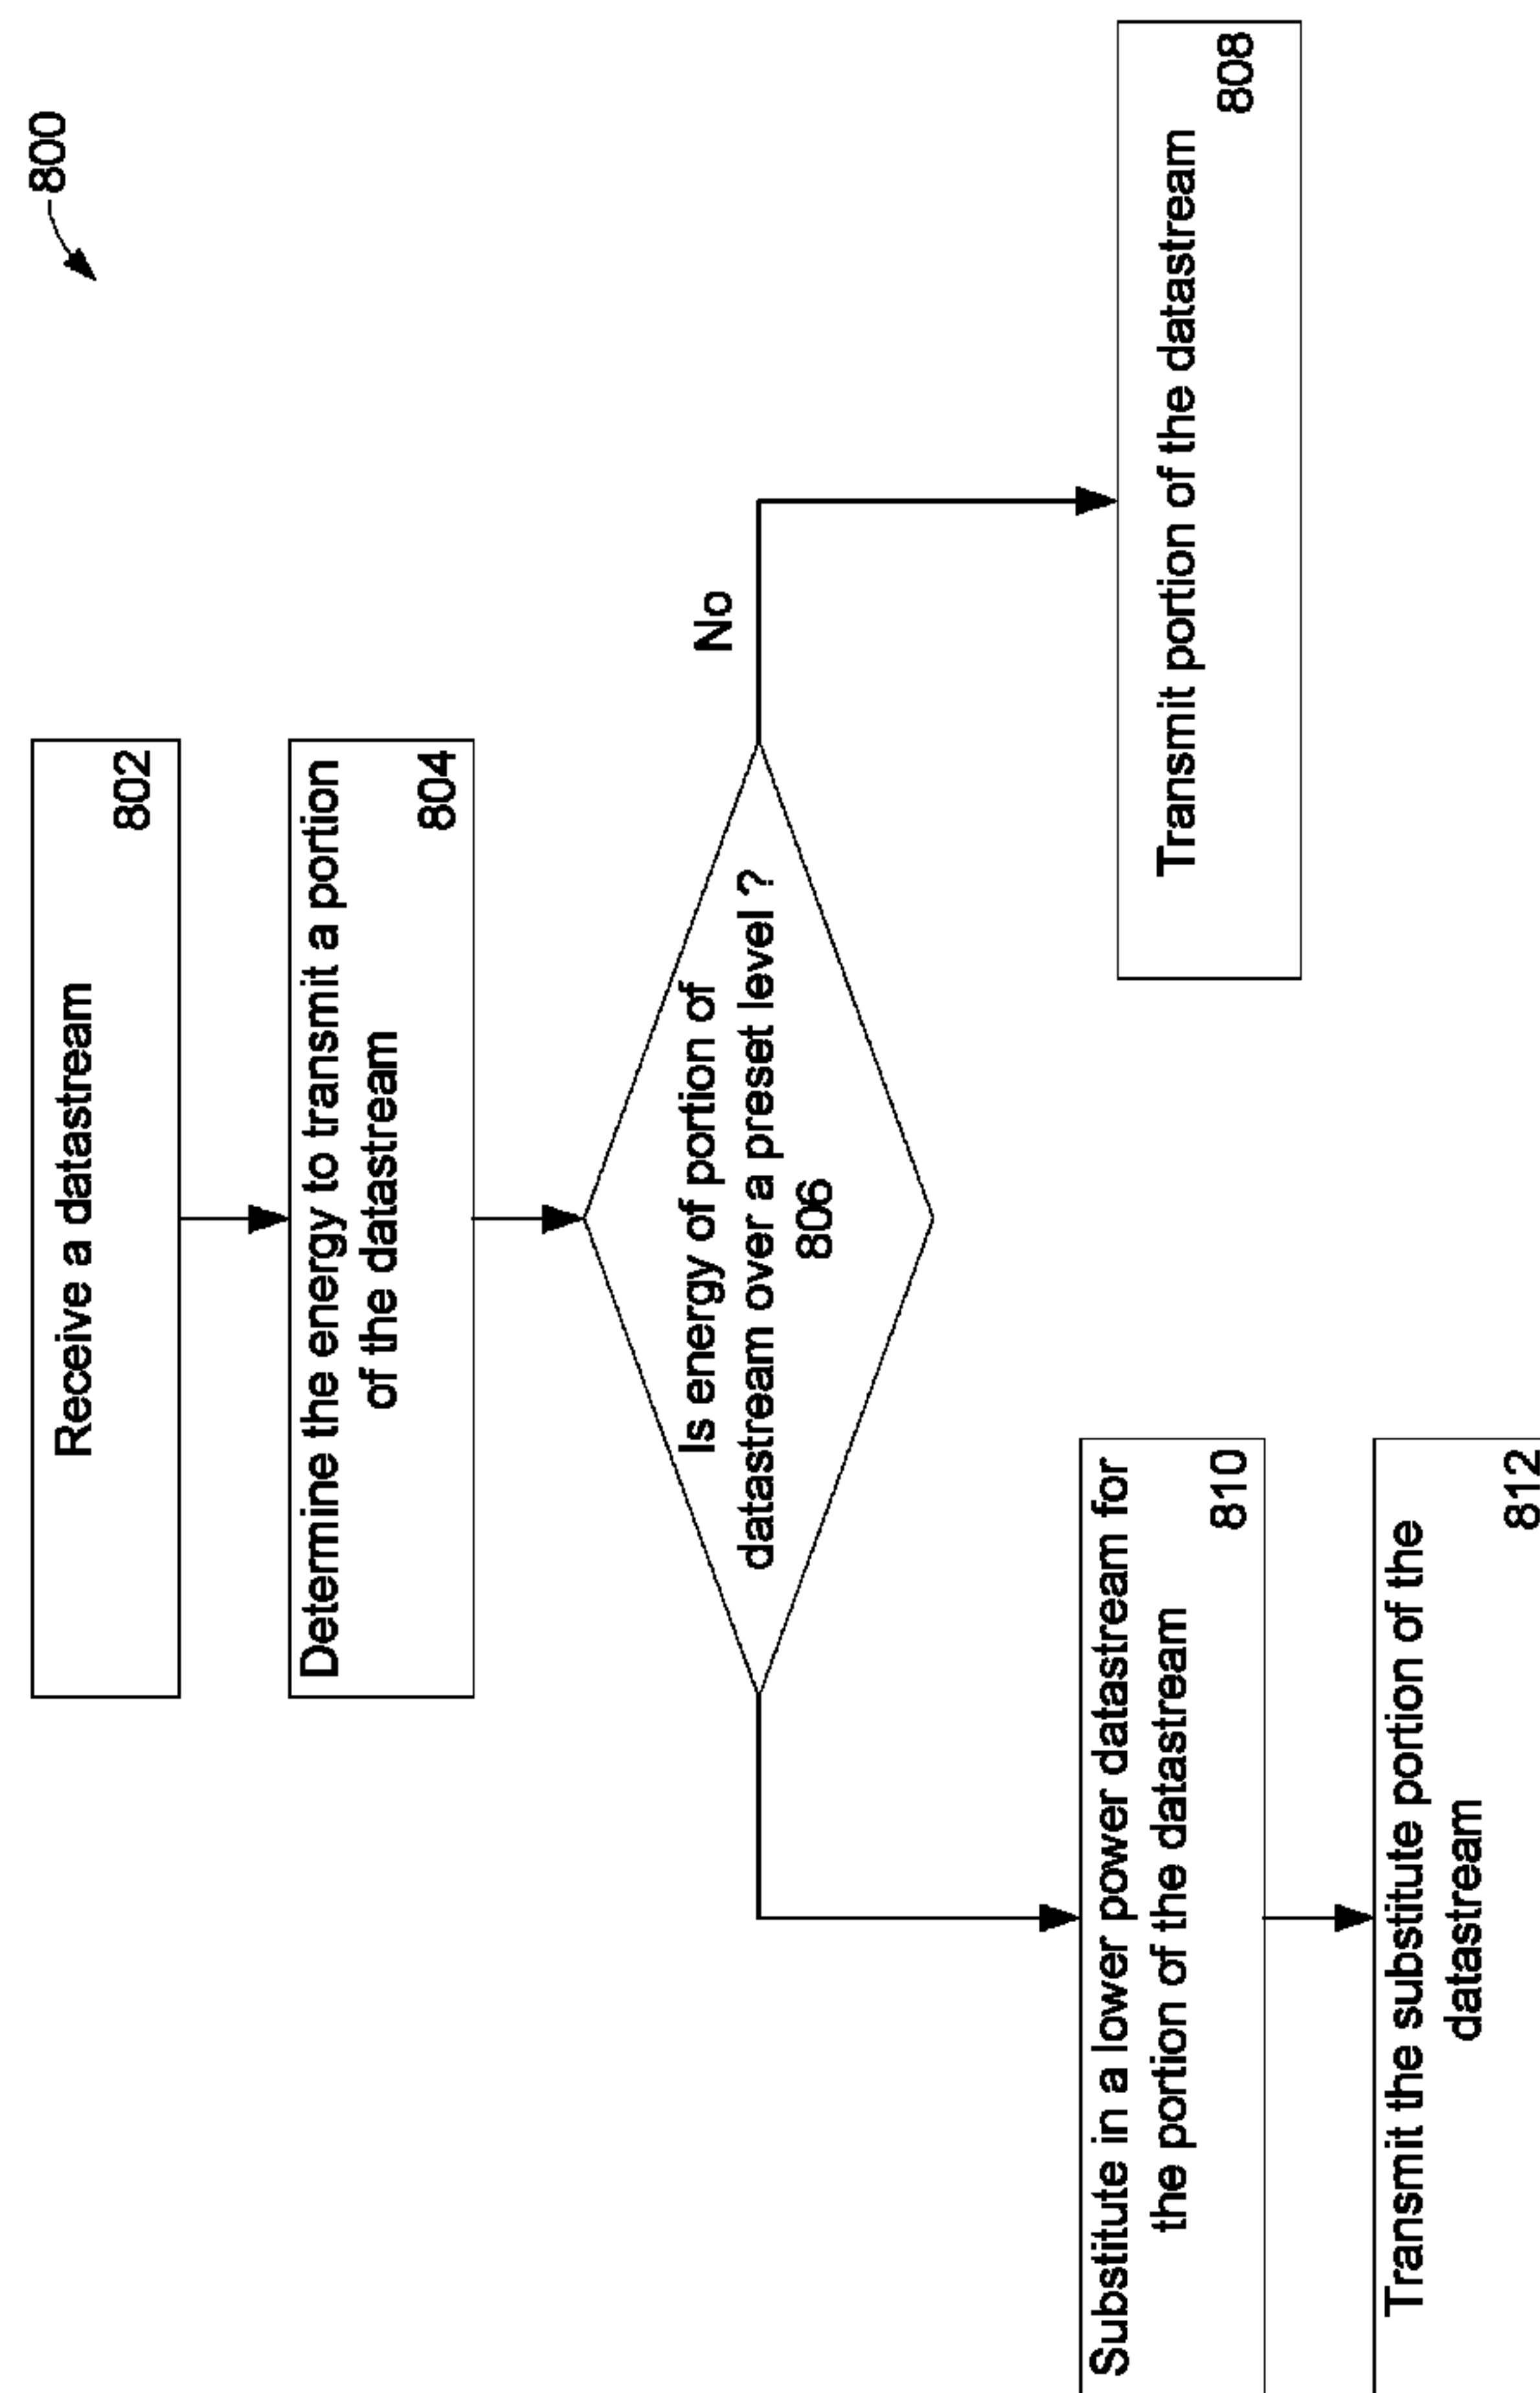 800
Receive a datastream
802
Determine the energy to transmit a portion
of the datastream
804
Is energy of portion of
datastream over a preset level ?
806
No
Transmit portion of the datastream
808
Substitute in a lower power datastream for
the portion of the datastream
810
Transmit the substitute portion of the
datastream
812